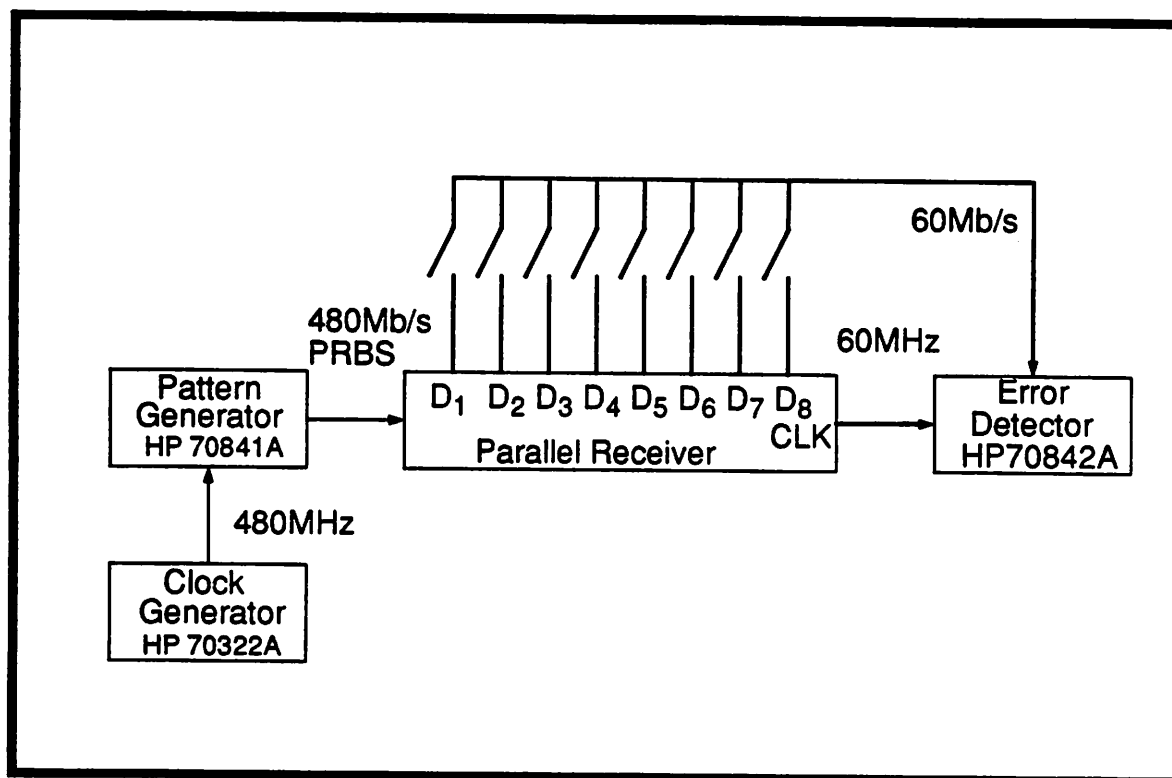 60Mb/s
480Mb/s
PRBS
60MHz
Pattern
Generator
HP 70841A
D₁ D₂ D₃ D₄ D₅ D₆ D₇ D₈
CLK
Parallel Receiver
Error
Detector
HP70842A
480MHz
Clock
Generator
HP 70322A